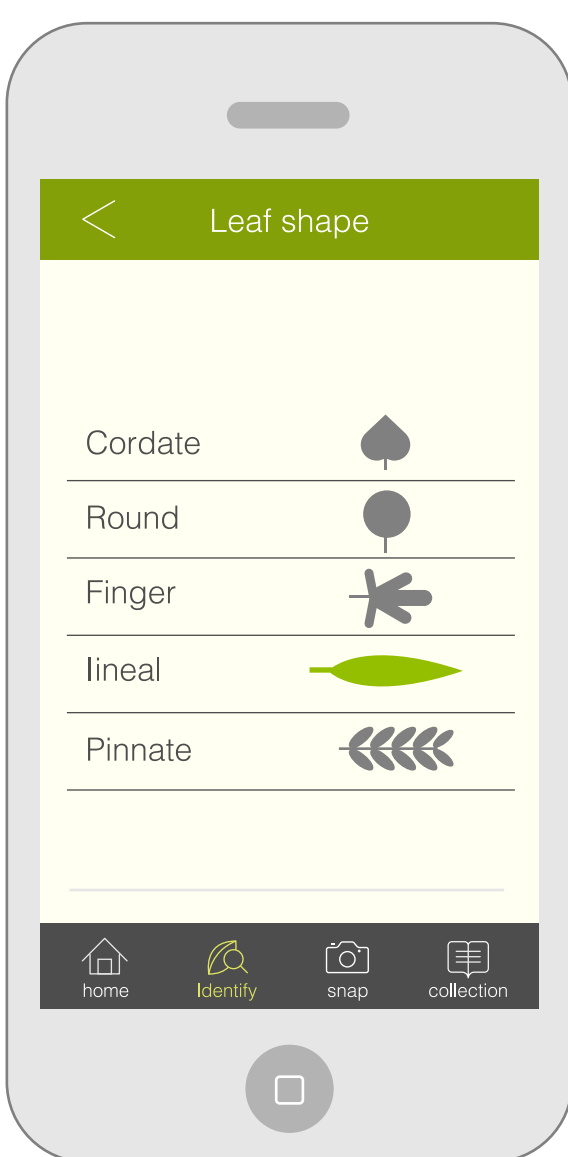 Leaf shape
Cordate
Round
Finger
lineal
Pinnate
home Identify snap collection